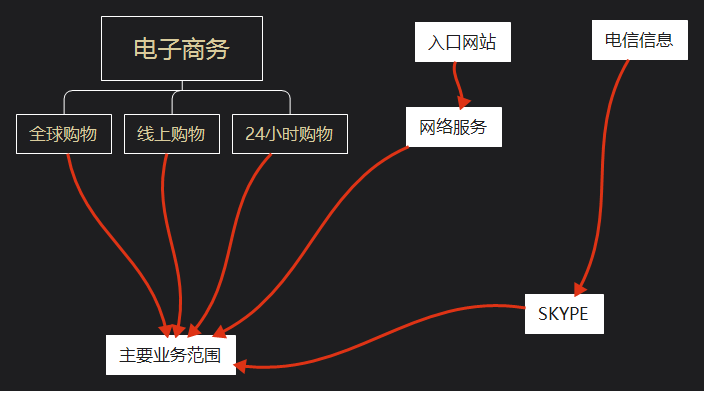 电子商务
入口网站
电信信息
全球购物
线上购物
24小时购物
网络服务
SKYPE
主要业务范围